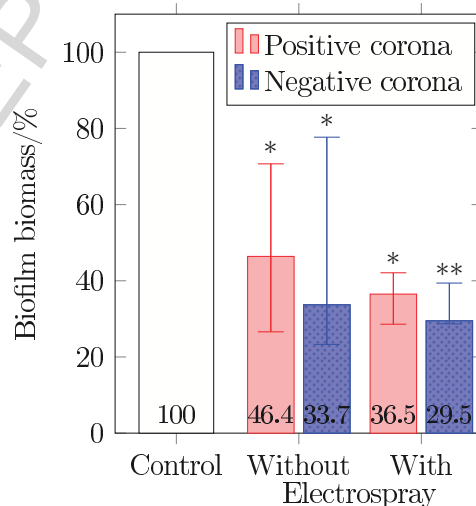 Positive corona
Negative corona
Biofilm biomass/%
100
80
60
40
20
0
*
*
*
**
100
46.4
33.7
36.5
29.5
Control
Without
With
Electrospray